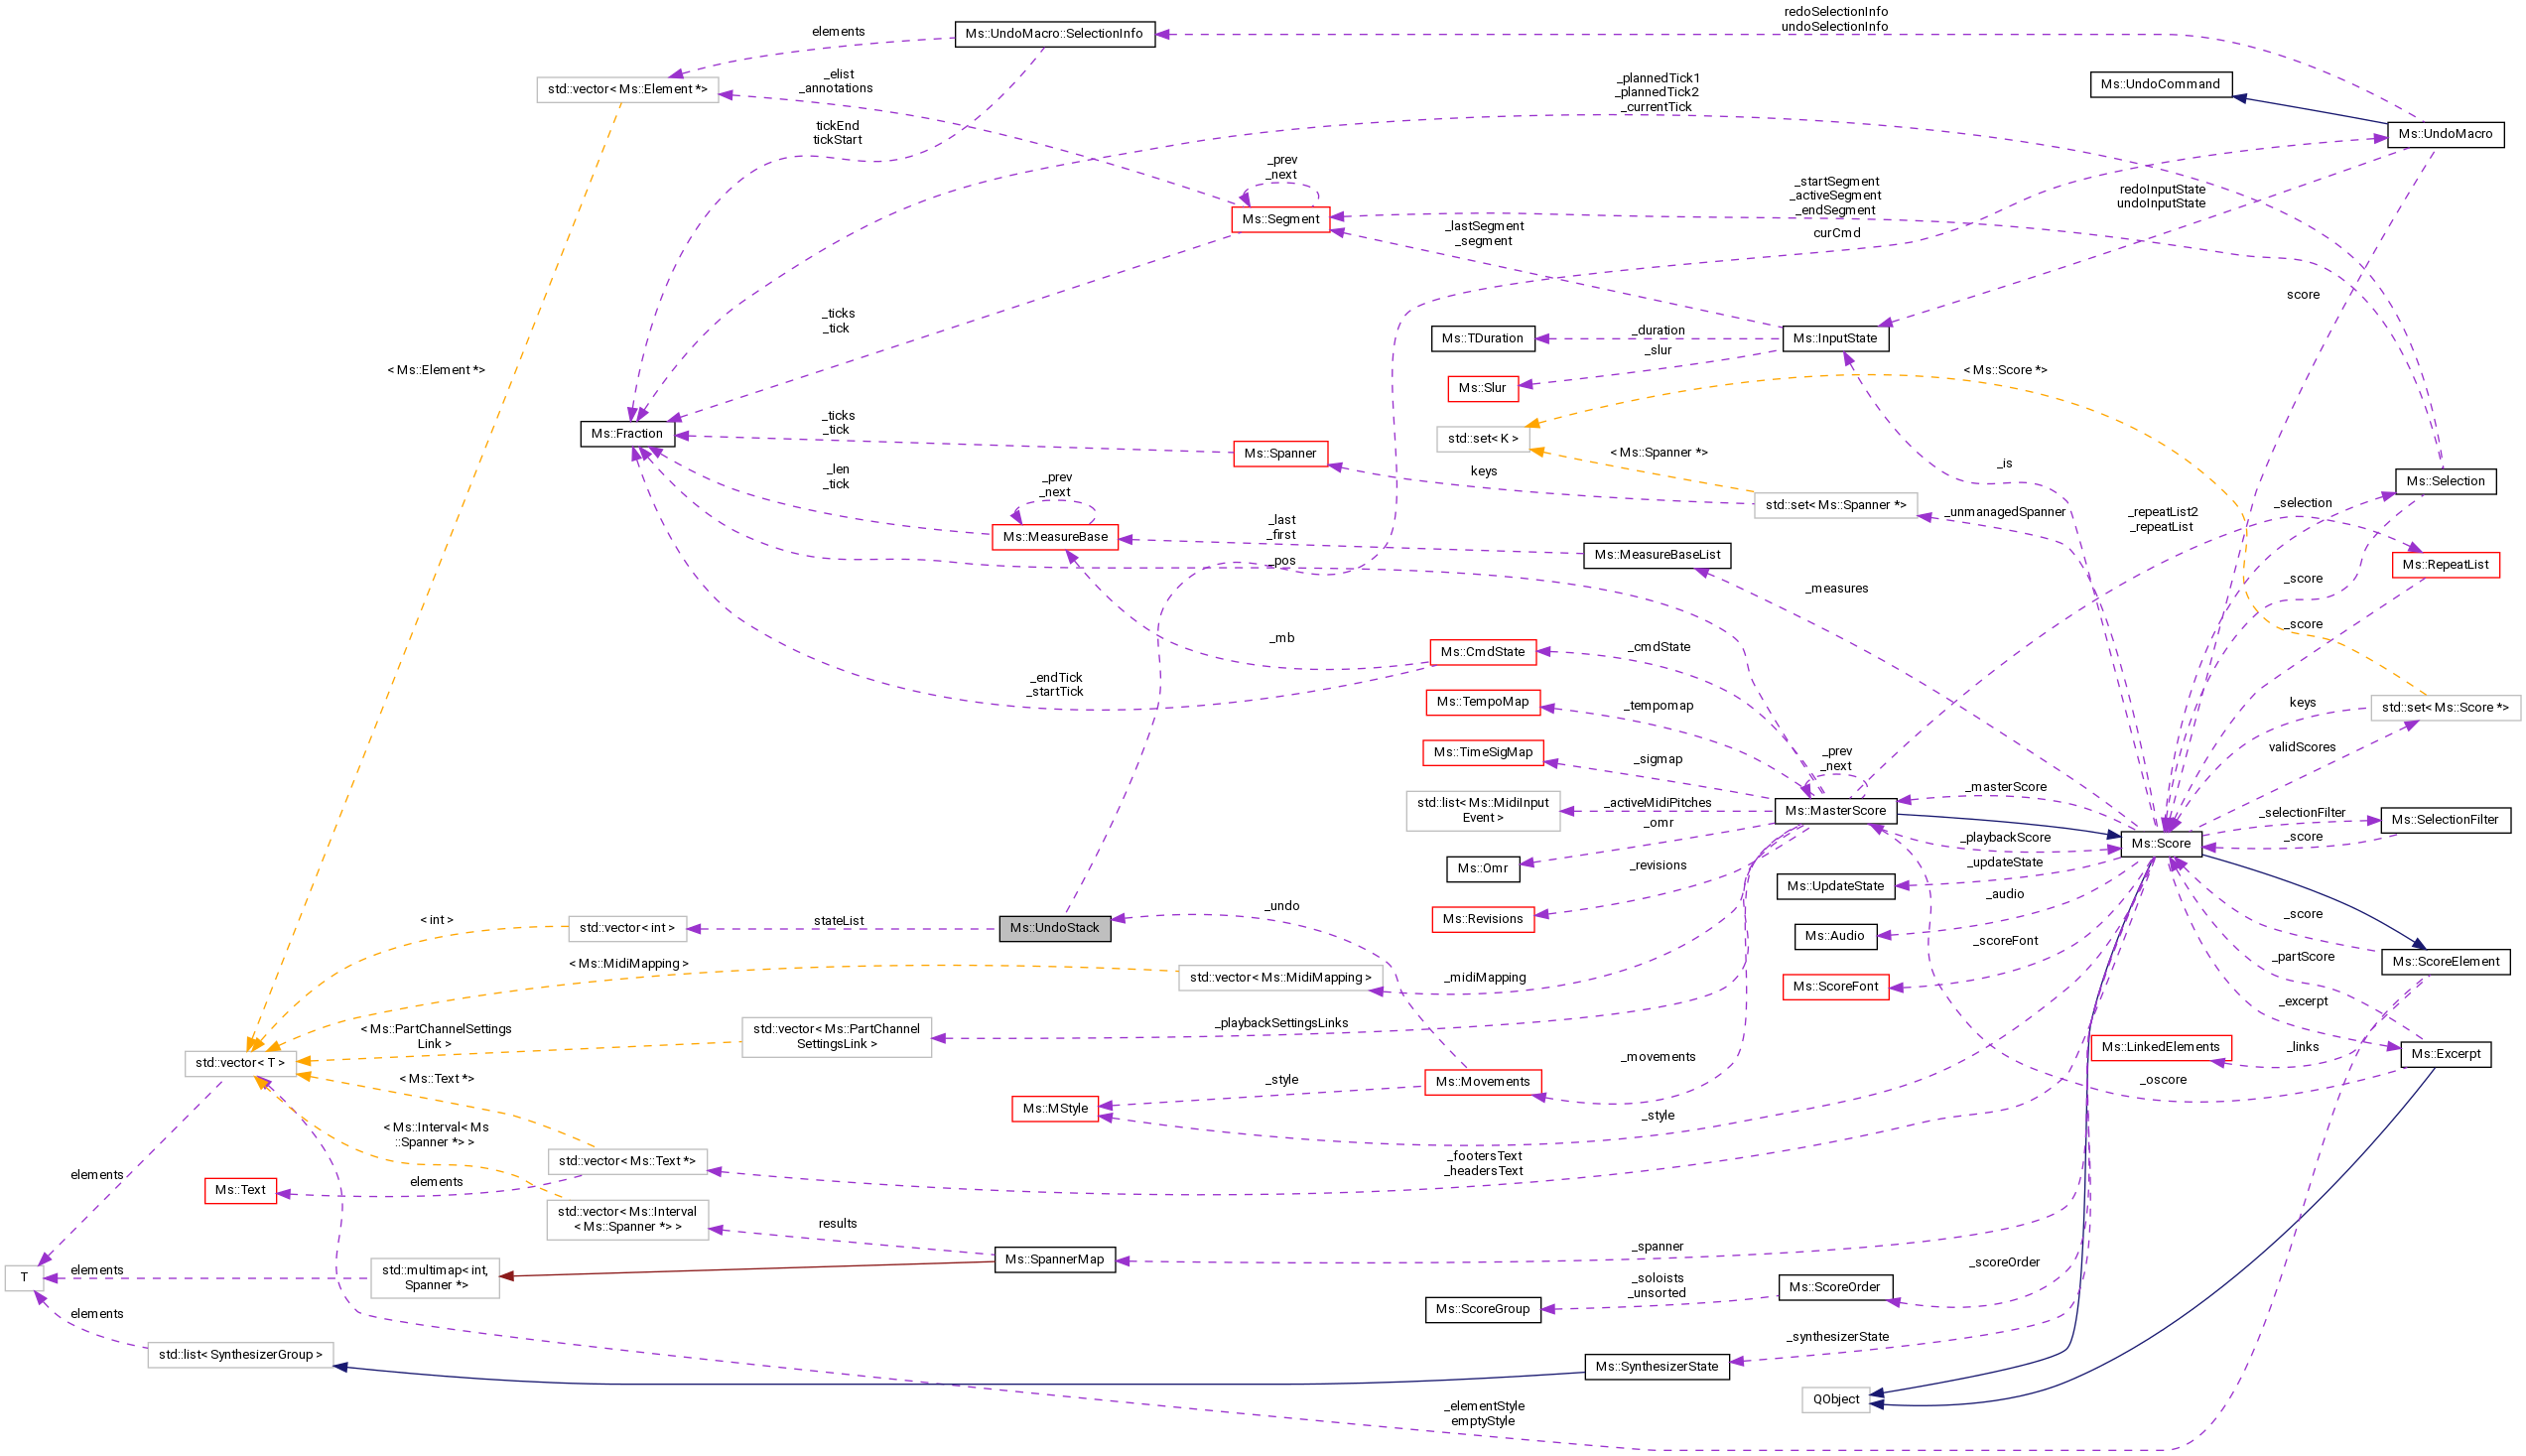 redoSelectionInfo
undoSelectionInfo
elements
Ms::UndoMacro::SelectionInfo
_elist
_annotations
std::vector< Ms::Element *>
_plannedTick1
_plannedTick2
_currentTick
Ms::UndoCommand
tickEnd
tickStart
Ms::UndoMacro
_prev
_next
_startSegment
_activeSegment
_endSegment
redoInputState
undoInputState
Ms::Segment
_lastSegment
_segment
curCmd
score
_ticks
_tick
Ms::TDuration
_duration
Ms::InputState
_slur
< Ms::Element *>
Ms::Slur
< Ms::Score *>
_ticks
_tick
Ms::Fraction
std::set< K >
Ms::Spanner
< Ms::Spanner *>
_len
_tick
keys
_is
_prev
_next
Ms::Selection
std::set< Ms::Spanner *>
_unmanagedSpanner
_selection
_repeatList2
_repeatList
_last
_first
Ms::MeasureBase
Ms::MeasureBaseList
_pos
Ms::RepeatList
_measures
_score
_mb
_score
_cmdState
Ms::CmdState
_endTick
_startTick
Ms::TempoMap
_tempomap
keys
std::set< Ms::Score *>
Ms::TimeSigMap
_sigmap
_prev
_next
validScores
std::list< Ms::MidiInput
Event >
_activeMidiPitches
Ms::MasterScore
_masterScore
_omr
_selectionFilter
Ms::SelectionFilter
_playbackScore
Ms::Score
_score
Ms::Omr
_revisions
_updateState
Ms::UpdateState
_audio
_undo
Ms::Revisions
< int >
std::vector< int >
stateList
Ms::UndoStack
Ms::Audio
_score
_scoreFont
_partScore
Ms::ScoreElement
< Ms::MidiMapping >
std::vector< Ms::MidiMapping >
_midiMapping
Ms::ScoreFont
_excerpt
_playbackSettingsLinks
< Ms::PartChannelSettings
Link >
std::vector< Ms::PartChannel
SettingsLink >
Ms::LinkedElements
_links
Ms::Excerpt
std::vector< T >
_movements
_oscore
< Ms::Text *>
_style
Ms::Movements
Ms::MStyle
_style
< Ms::Interval< Ms
::Spanner *> >
_footersText
_headersText
std::vector< Ms::Text *>
elements
elements
Ms::Text
std::vector< Ms::Interval
< Ms::Spanner *> >
results
_spanner
Ms::SpannerMap
_scoreOrder
T
elements
std::multimap< int,
Spanner *>
_soloists
_unsorted
Ms::ScoreOrder
Ms::ScoreGroup
elements
_synthesizerState
std::list< SynthesizerGroup >
Ms::SynthesizerState
QObject
_elementStyle
emptyStyle